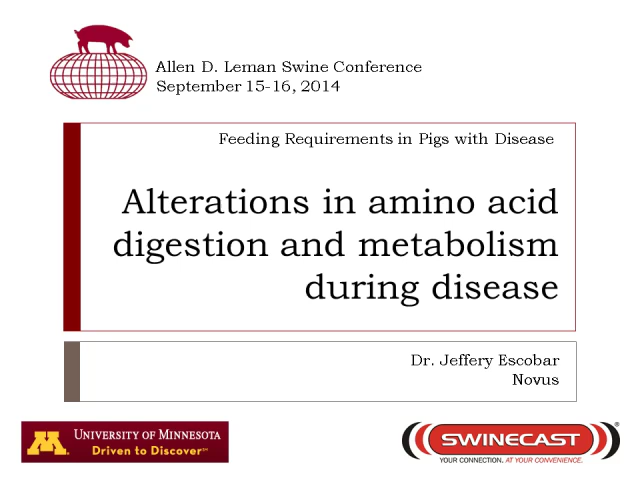 Allen D. Leman Swine Conference
September 15-16, 2014
Feeding Requirements in Pigs with Disease
Alterations in amino acid
digestion and metabolism
during disease
Dr. Jeffery Escobar
Novus
M
UNIVERSITY OF MINNESOTA
Driven to Discover℠
SWINECAST®
YOUR CONNECTION. AT YOUR CONVENIENCE.